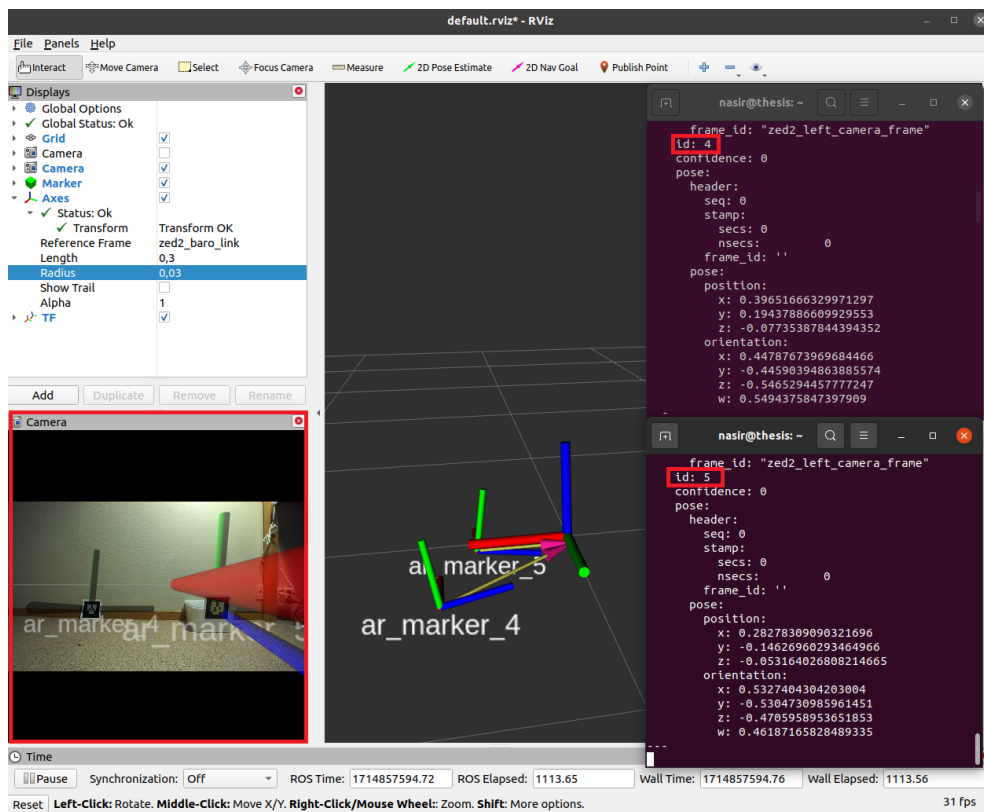 default.rviz* - RViz
File Panels Help
Interact Move Camera Select Focus Camera Measure 2D Pose Estimate 2D Nav Goal Publish Point
Displays
Global Options
Global Status: Ok
Grid
Camera
Camera
Marker
Axes
Status: Ok
Transform Transform OK
Reference Frame zed2_baro_link
Length 0,3
Radius 0,03
Show Trail
Alpha 1
TF
Add Duplicate Remove Rename
Camera
ar_marker_4
ar_marker_5
ar_marker_5
ar_marker_4
nasir@thesis: ~
frame_id: "zed2_left_camera_frame"
id: 4
confidence: 0
pose:
header:
seq: 0
stamp:
secs: 0
nsecs: 0
frame_id: ''
pose:
position:
x: 0.39651666329971297
y: 0.19437886609929553
z: -0.07735387844394352
orientation:
x: 0.44787673969684466
y: -0.44590394863885574
z: -0.5465294457777247
w: 0.5494375847397909
nasir@thesis: ~
frame_id: "zed2_left_camera_frame"
id: 5
confidence: 0
pose:
header:
seq: 0
stamp:
secs: 0
nsecs: 0
frame_id: ''
pose:
position:
x: 0.28278309090321696
y: -0.14626960293464966
z: -0.053164026808214665
orientation:
x: 0.5327404304203004
y: -0.5304730985961451
z: -0.4705958953651853
w: 0.46187165828489335
---
Time
Pause Synchronization: Off ROS Time: 1714857594.72 ROS Elapsed: 1113.65 Wall Time: 1714857594.76 Wall Elapsed: 1113.56
Reset Left-Click: Rotate. Middle-Click: Move X/Y. Right-Click/Mouse Wheel:: Zoom. Shift: More options. 31 fps